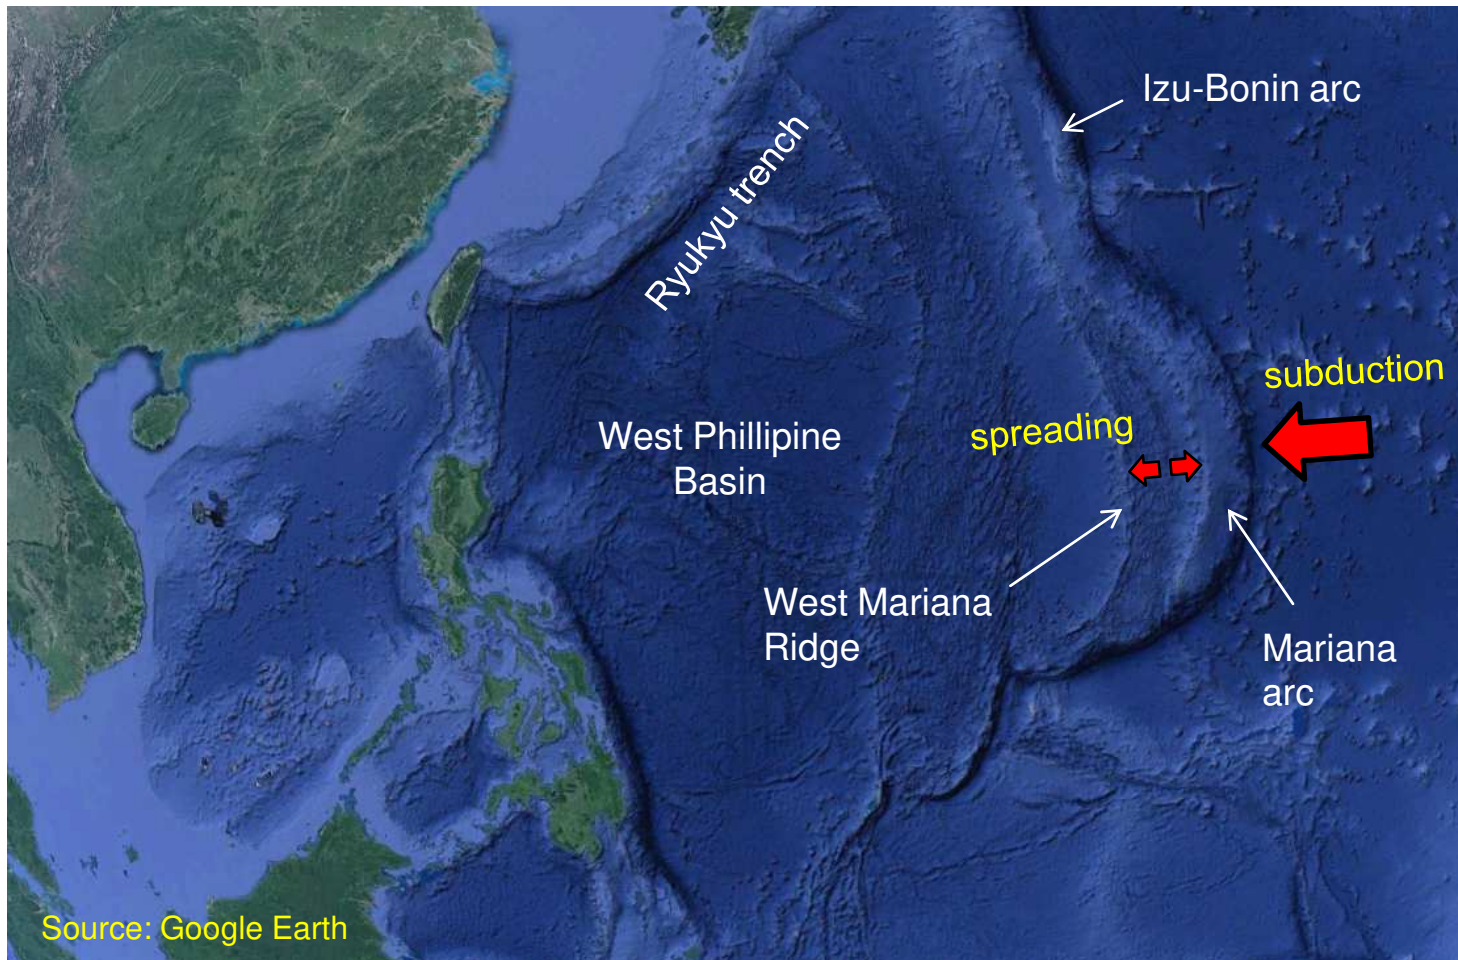 Izu-Bonin arc
Ryukyu trench
subduction
spreading
West Phillipine
Basin
West Mariana
Ridge
Mariana
arc
Source: Google Earth